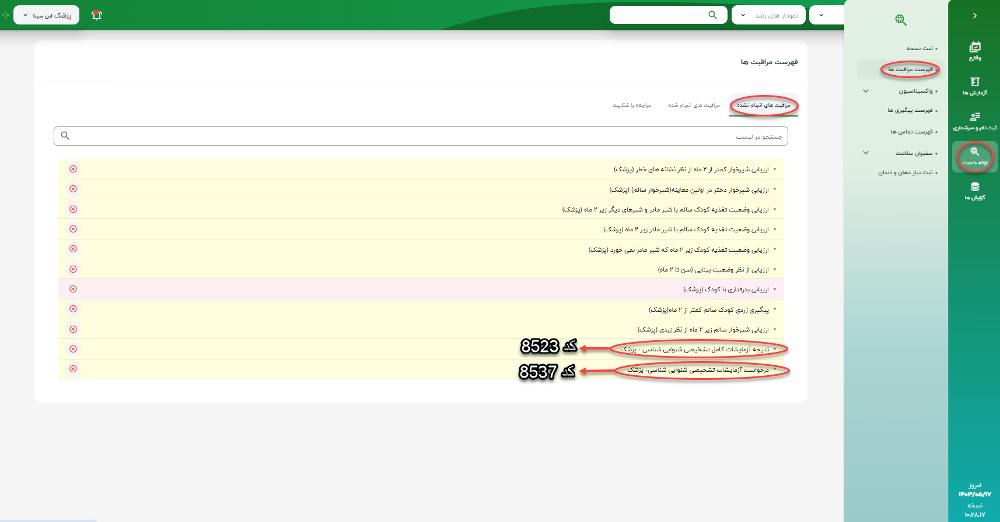 نمودار های رشد
پزشک ابن سینا
وقایع
آزمایش ها
ثبت نام و سرشماری
ارائه خدمت
گزارش ها
امروز
۱۴۰۳/۰۵/۱۷
نسخه
۱۰.۲۸.۱۷
ثبت نسخه
فهرست مراقبت ها
واکسیناسیون
فهرست پیگیری ها
فهرست تماس ها
سفیران سلامت
ثبت نیاز دهان و دندان
فهرست مراقبت ها
مراقبت های انجام نشده
مراقبت های انجام شده
مراجعه با شکایت
جستجو در لیست
ارزیابی شیرخوار کمتر از ۲ ماه از نظر نشانه های خطر (پزشک)
ارزیابی شیرخوار دختر در اولین معاینه(شیرخوار سالم) (پزشک)
ارزیابی وضعیت تغذیه کودک سالم با شیر مادر و شیرهای دیگر زیر ۲ ماه (پزشک)
ارزیابی وضعیت تغذیه کودک سالم با شیر مادر زیر ۲ ماه (پزشک)
ارزیابی وضعیت تغذیه کودک زیر ۲ ماه که شیر مادر نمی خورد (پزشک)
ارزیابی از نظر وضعیت بینایی (سن تا ۲ ماه)
ارزیابی بدرفتاری با کودک (پزشک)
پیگیری زردی کودک سالم کمتر از ۲ ماه(پزشک)
ارزیابی شیرخوار سالم زیر ۲ ماه از نظر زردی (پزشک)
نتیجه آزمایشات کامل تشخیصی شنوایی شناسی - پزشک
کد 8523
درخواست آزمایشات تشخیصی شنوایی شناسی- پزشک
کد 8537